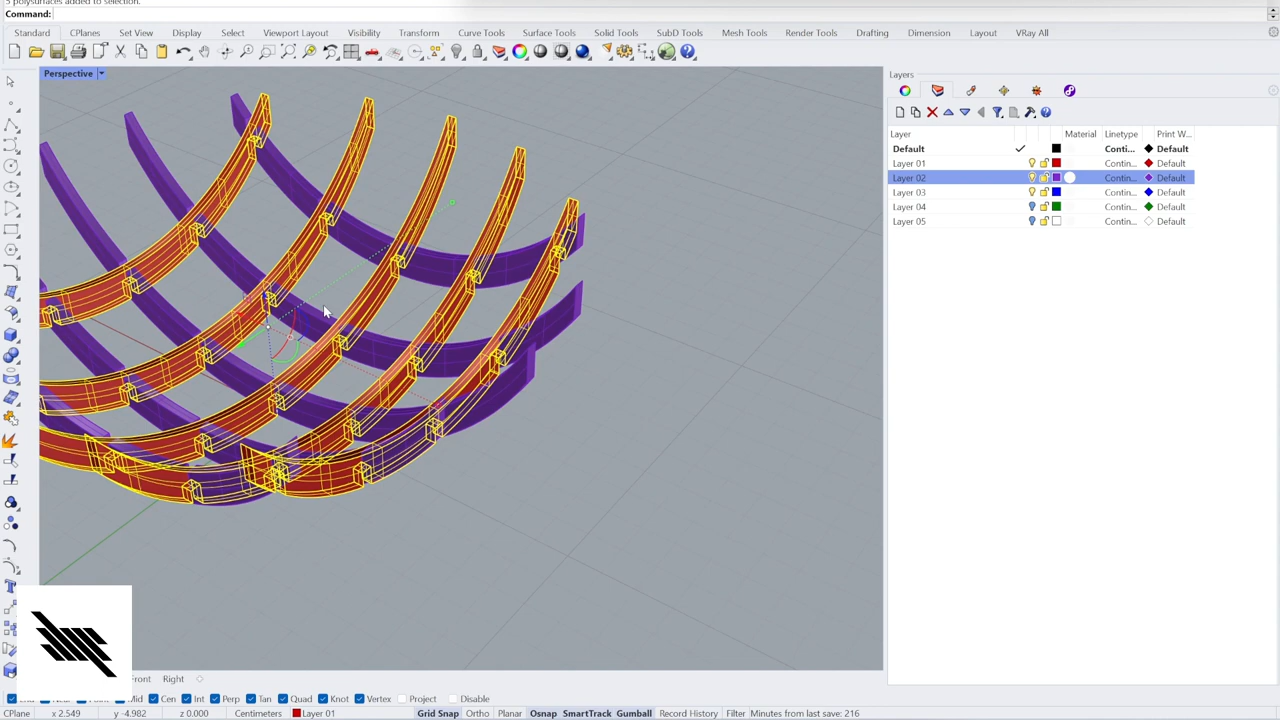 5 polysurfaces added to selection.
Command:
Standard CPlanes Set View Display Select Viewport Layout Visibility Transform Curve Tools Surface Tools Solid Tools SubD Tools Mesh Tools Render Tools Drafting Dimension Layout VRay All
Perspective
Layers
Layer Material Linetype Print W...
Default Conti... Default
Layer 01 Contin... Default
Layer 02 Contin... Default
Layer 03 Contin... Default
Layer 04 Contin... Default
Layer 05 Contin... Default
Front Right
Mid Cen Int Perp Tan Quad Knot Vertex Project Disable
CPlane x 2.549 y -4.982 z 0.000 Centimeters Layer 01 Grid Snap Ortho Planar Osnap SmartTrack Gumball Record History Filter Minutes from last save: 216